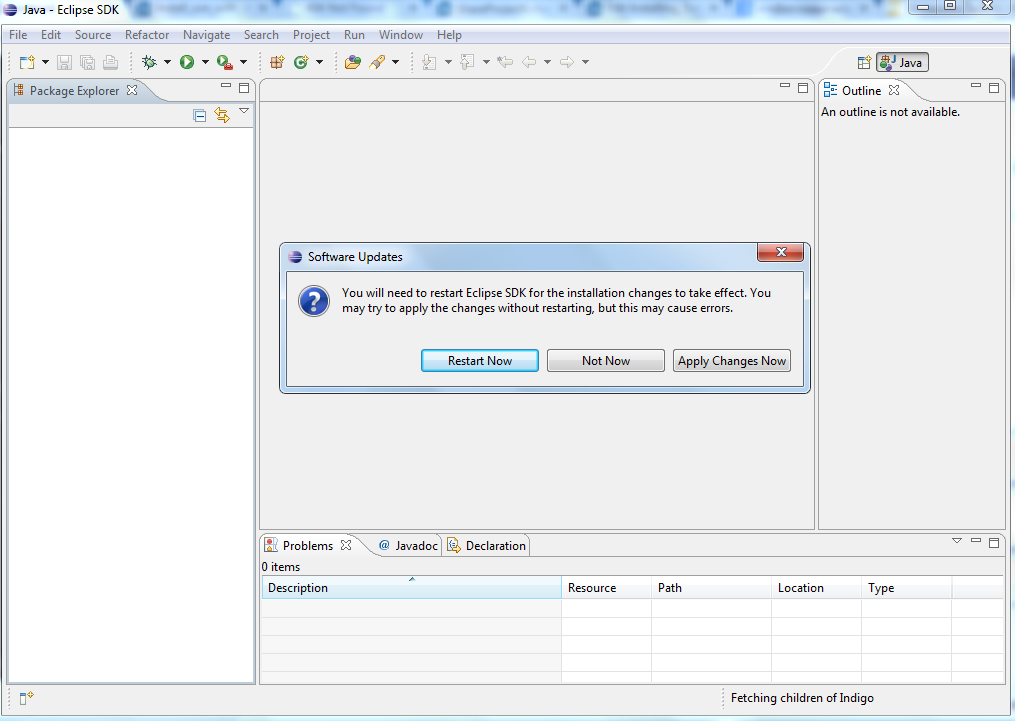 Java - Eclipse SDK
File Edit Source Refactor Navigate Search Project Run Window Help
Java
Package Explorer
Outline
An outline is not available.
Software Updates
You will need to restart Eclipse SDK for the installation changes to take effect. You
may try to apply the changes without restarting, but this may cause errors.
Restart Now Not Now Apply Changes Now
Problems @ Javadoc Declaration
0 items
Description Resource Path Location Type
Fetching children of Indigo